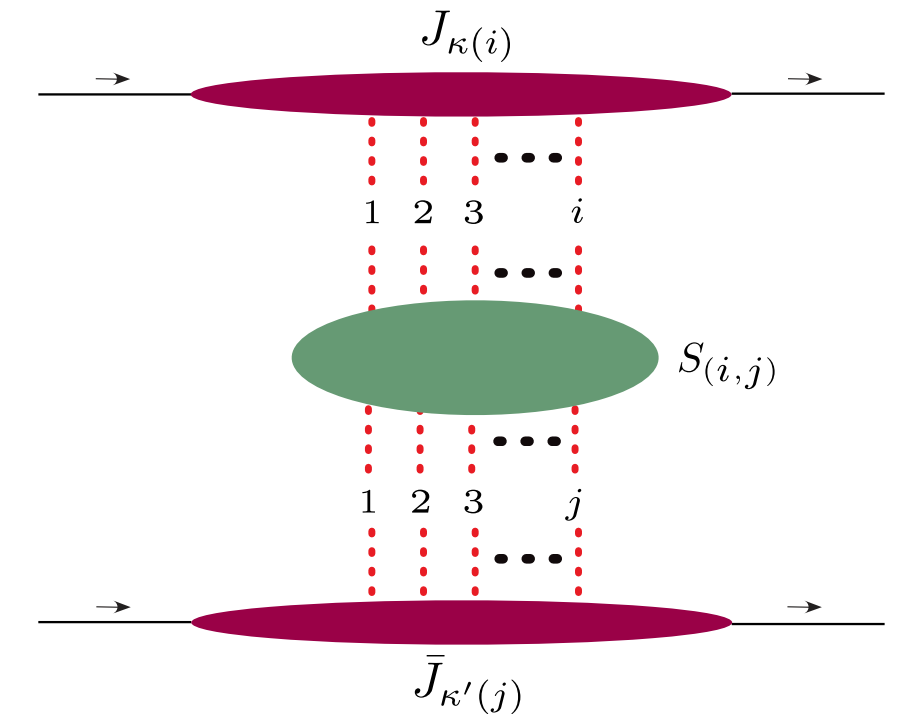 J_{κ(i)}
1 2 3 i
S_{(i,j)}
1 2 3 j
J̄_{κ′(j)}